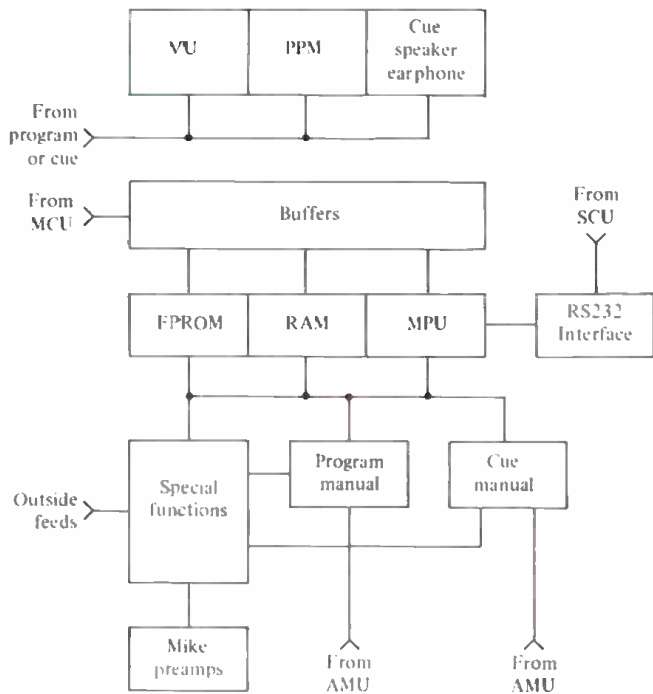 VU
PPM
Cue
speaker
earphone
From
program
or cue
From
MCU
Buffers
From
SCU
EPROM
RAM
MPU
RS232
Interface
Outside
feeds
Special
functions
Program
manual
Cue
manual
Mike
preamps
From
AMU
From
AMU